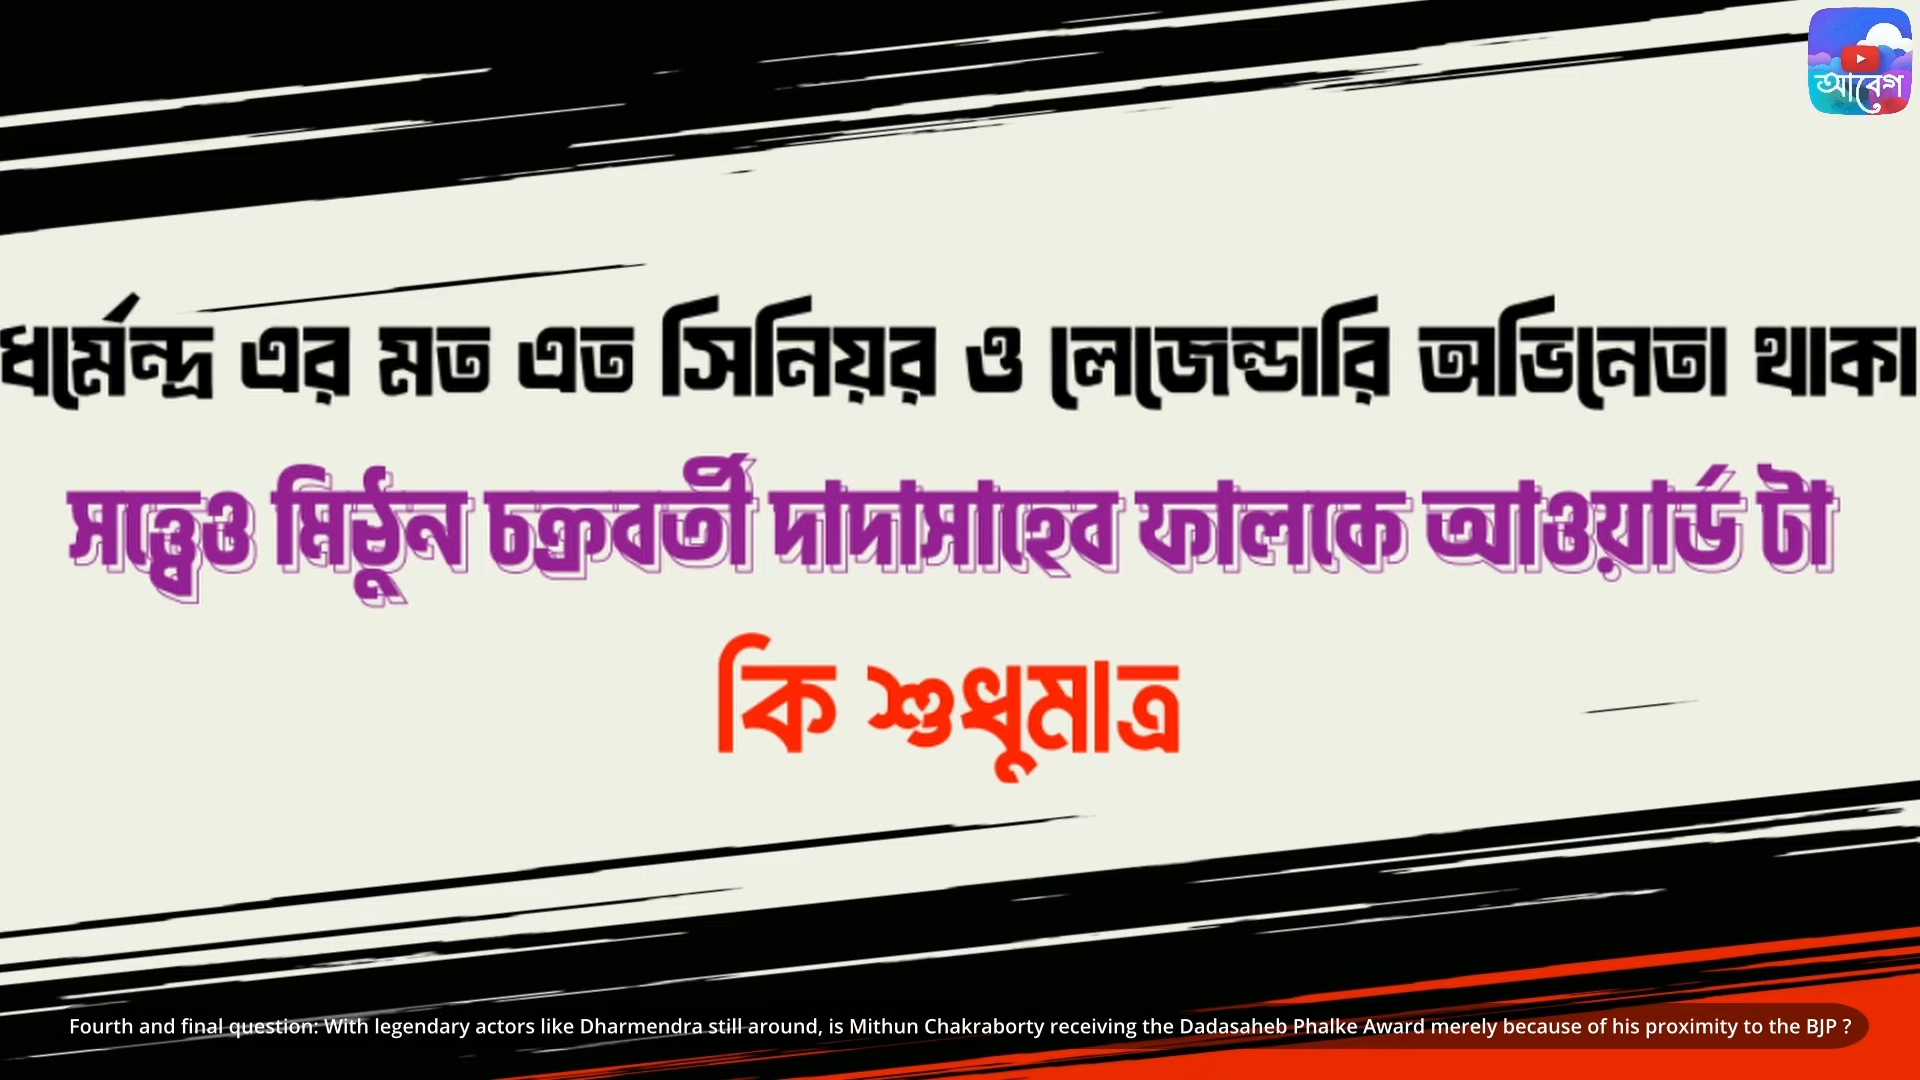 আবেগ
ধর্মেন্দ্র এর মত এত সিনিয়র ও লেজেন্ডারি অভিনেতা থাকা
সত্ত্বেও মিঠুন চক্রবর্তী দাদাসাহেব ফালকে আওয়ার্ড টা
কি শুধুমাত্র
Fourth and final question: With legendary actors like Dharmendra still around, is Mithun Chakraborty receiving the Dadasaheb Phalke Award merely because of his proximity to the BJP ?